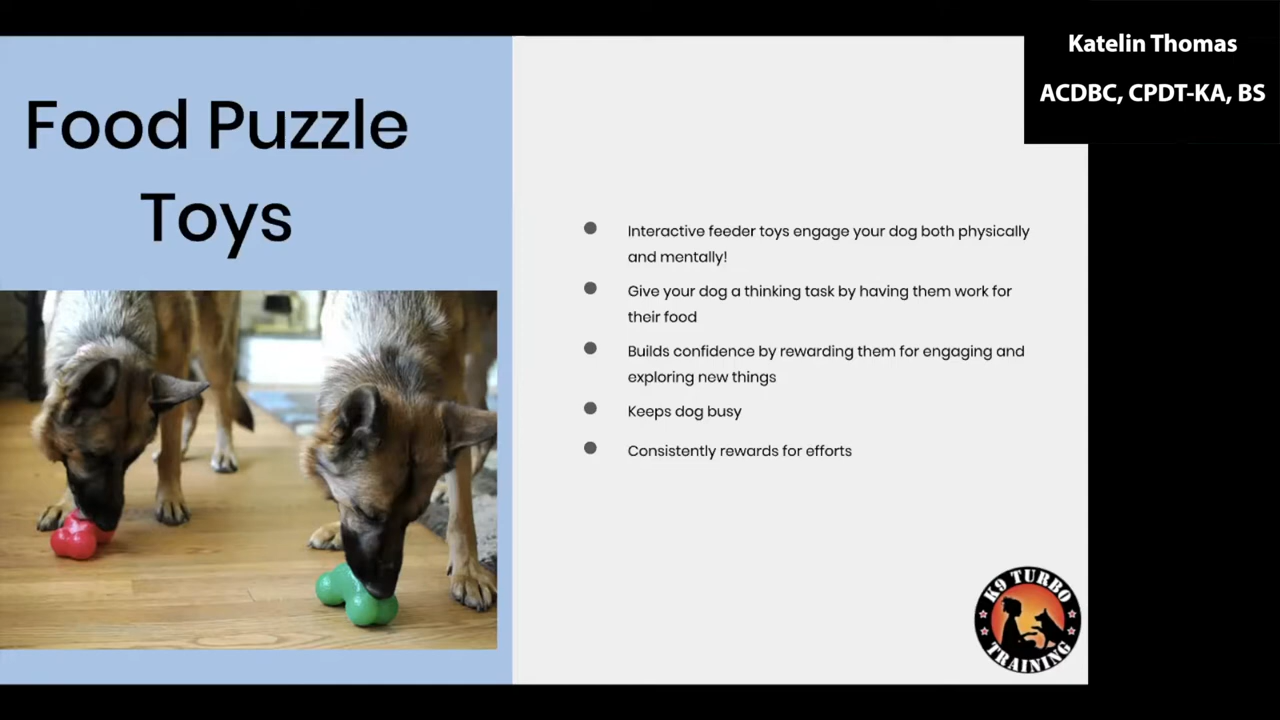 Katelin Thomas
ACDBC, CPDT-KA, BS
Food Puzzle
Toys
Interactive feeder toys engage your dog both physically
and mentally!
Give your dog a thinking task by having them work for
their food
Builds confidence by rewarding them for engaging and
exploring new things
Keeps dog busy
Consistently rewards for efforts
K9 TURBO
TRAINING